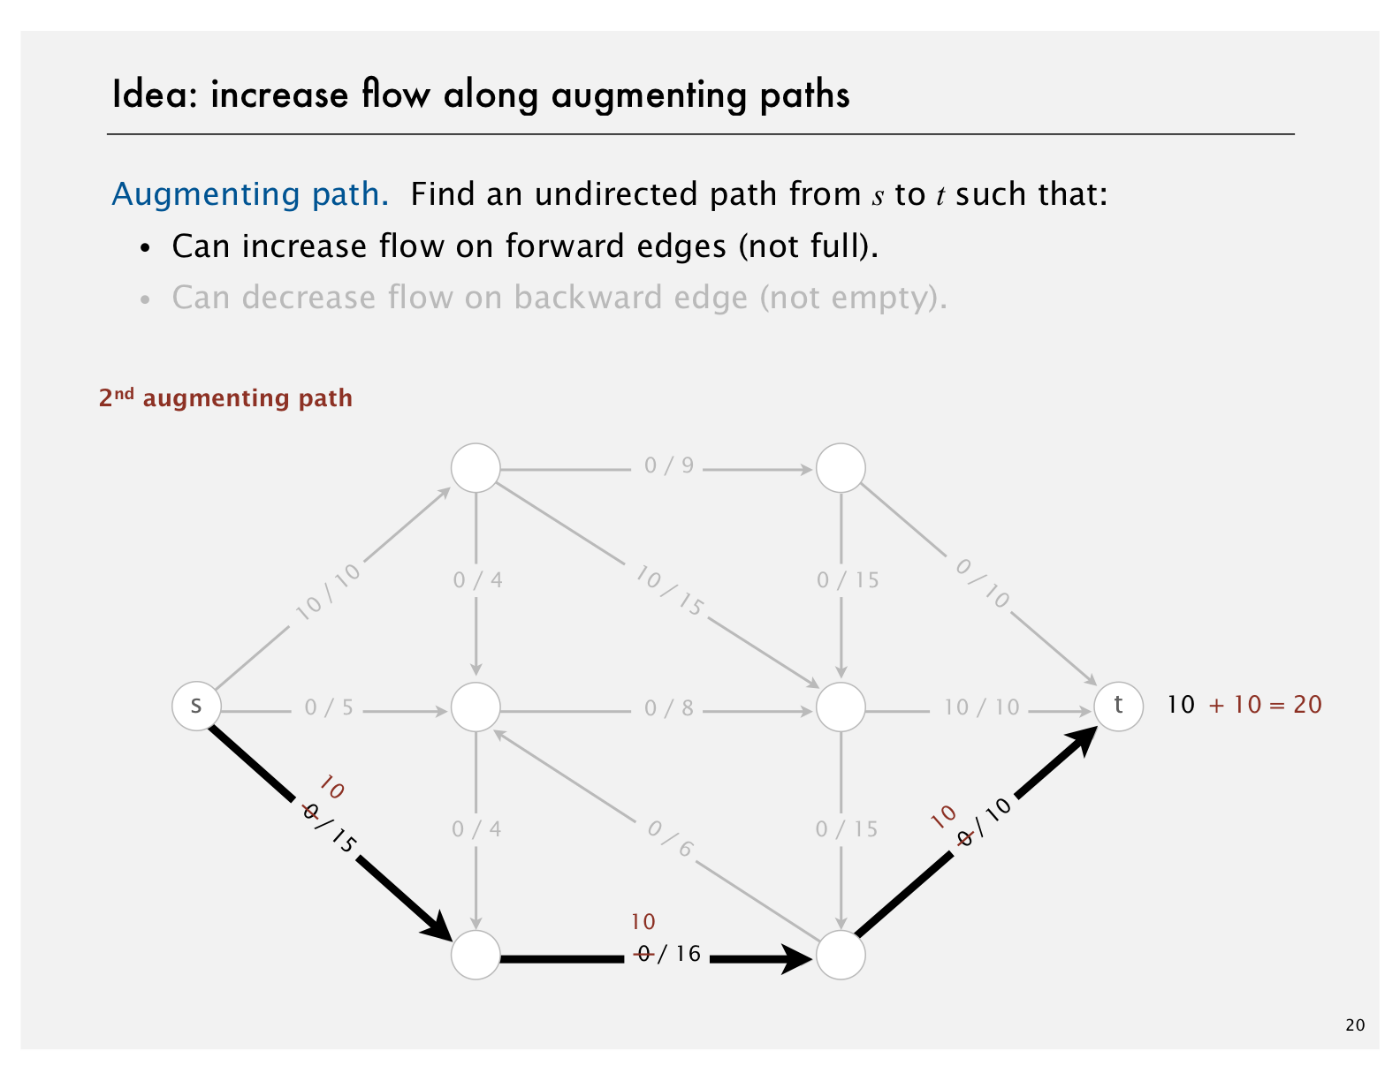 Idea: increase flow along augmenting paths
Augmenting path. Find an undirected path from s to t such that:
• Can increase flow on forward edges (not full).
• Can decrease flow on backward edge (not empty).
2nd augmenting path
0 / 9
10 / 10
0 / 4
10 / 15
0 / 15
0 / 10
s
0 / 5
0 / 8
10 / 10
t
10 + 10 = 20
10
0 / 15
0 / 4
0 / 6
0 / 15
10
0 / 10
10
0 / 16
20